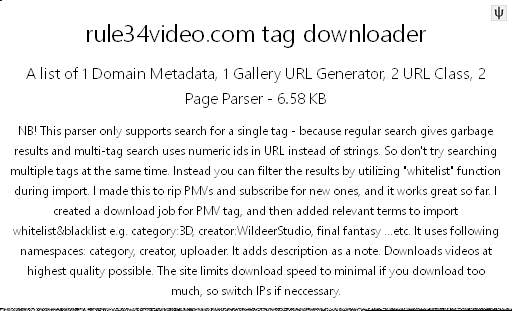 ψ
rule34video.com tag downloader
A list of 1 Domain Metadata, 1 Gallery URL Generator, 2 URL Class, 2
Page Parser - 6.58 KB
NB! This parser only supports search for a single tag - because regular search gives garbage
results and multi-tag search uses numeric ids in URL instead of strings. So don't try searching
multiple tags at the same time. Instead you can filter the results by utilizing "whitelist" function
during import. I made this to rip PMVs and subscribe for new ones, and it works great so far. I
created a download job for PMV tag, and then added relevant terms to import
whitelist&blacklist e.g. category:3D, creator:WildeerStudio, final fantasy ...etc. It uses following
namespaces: category, creator, uploader. It adds description as a note. Downloads videos at
highest quality possible. The site limits download speed to minimal if you download too
much, so switch IPs if neccessary.